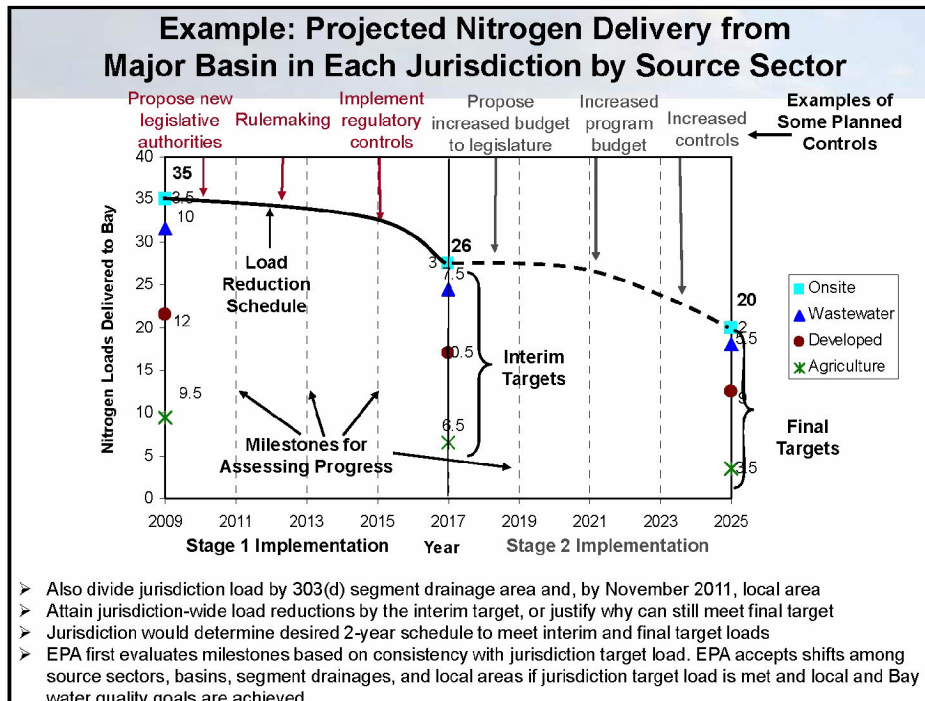 Example: Projected Nitrogen Delivery from
Major Basin in Each Jurisdiction by Source Sector
Propose new
legislative
authorities
Rulemaking
Implement
regulatory
controls
Propose
increased budget
to legislature
Increased
program
budget
Increased
controls
Examples of
Some Planned
Controls
Nitrogen Loads Delivered to Bay
40
35
30
25
20
15
10
5
0
35
3.5
10
12
9.5
Load
Reduction
Schedule
Milestones for
Assessing Progress
26
3
7.5
0.5
6.5
Interim
Targets
20
2
5.5
9
3.5
Final
Targets
Onsite
Wastewater
Developed
Agriculture
2009 2011 2013 2015 2017 2019 2021 2023 2025
Stage 1 Implementation Year Stage 2 Implementation
➢ Also divide jurisdiction load by 303(d) segment drainage area and, by November 2011, local area
➢ Attain jurisdiction-wide load reductions by the interim target, or justify why can still meet final target
➢ Jurisdiction would determine desired 2-year schedule to meet interim and final target loads
➢ EPA first evaluates milestones based on consistency with jurisdiction target load. EPA accepts shifts among
source sectors, basins, segment drainages, and local areas if jurisdiction target load is met and local and Bay
water quality goals are achieved